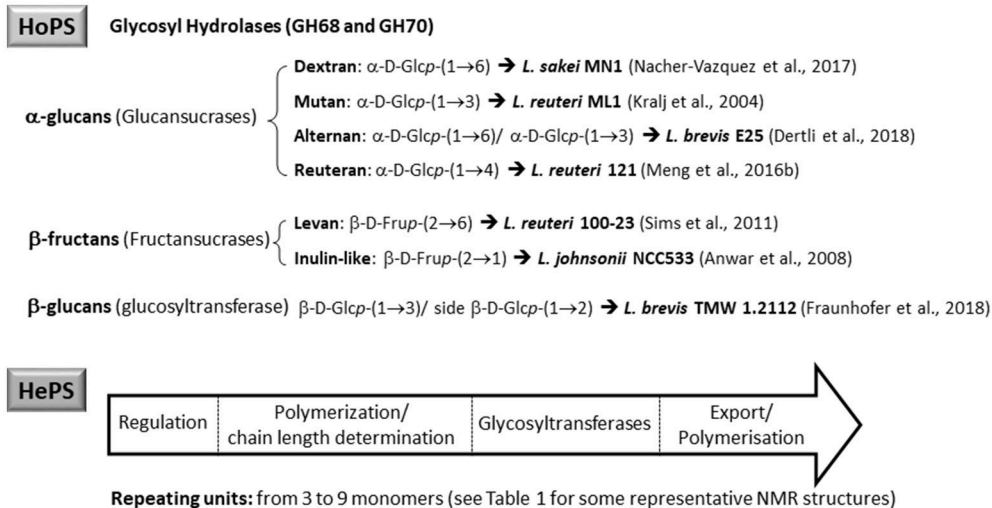 HoPS Glycosyl Hydrolases (GH68 and GH70)
α-glucans (Glucansucrases)
Dextran: α-D-Glcp-(1→6) ➔ L. sakei MN1 (Nacher-Vazquez et al., 2017)
Mutan: α-D-Glcp-(1→3) ➔ L. reuteri ML1 (Kralj et al., 2004)
Alternan: α-D-Glcp-(1→6)/ α-D-Glcp-(1→3) ➔ L. brevis E25 (Dertli et al., 2018)
Reuteran: α-D-Glcp-(1→4) ➔ L. reuteri 121 (Meng et al., 2016b)
β-fructans (Fructansucrases)
Levan: β-D-Frup-(2→6) ➔ L. reuteri 100-23 (Sims et al., 2011)
Inulin-like: β-D-Frup-(2→1) ➔ L. johnsonii NCC533 (Anwar et al., 2008)
β-glucans (glucosyltransferase) β-D-Glcp-(1→3)/ side β-D-Glcp-(1→2) ➔ L. brevis TMW 1.2112 (Fraunhofer et al., 2018)
HePS
Regulation
Polymerization/
chain length determination
Glycosyltransferases
Export/
Polymerisation
Repeating units: from 3 to 9 monomers (see Table 1 for some representative NMR structures)